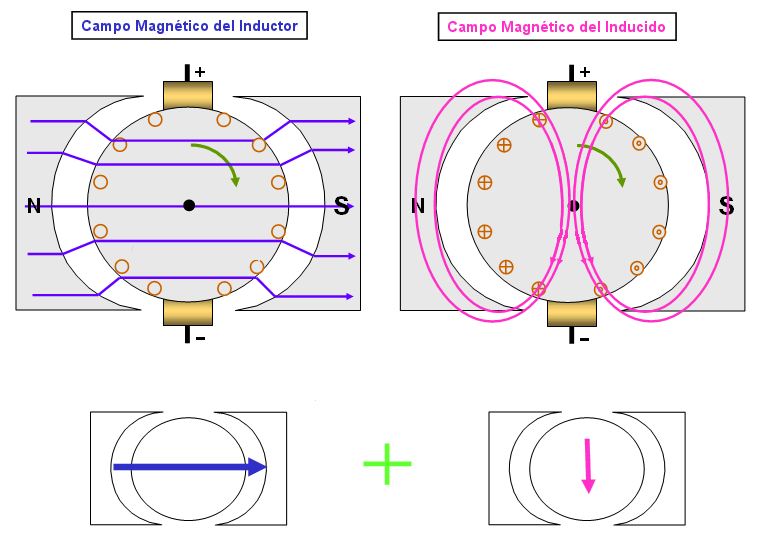 Campo Magnético del Inductor
Campo Magnético del Inducido
+
+
N
S
N
S
-
-